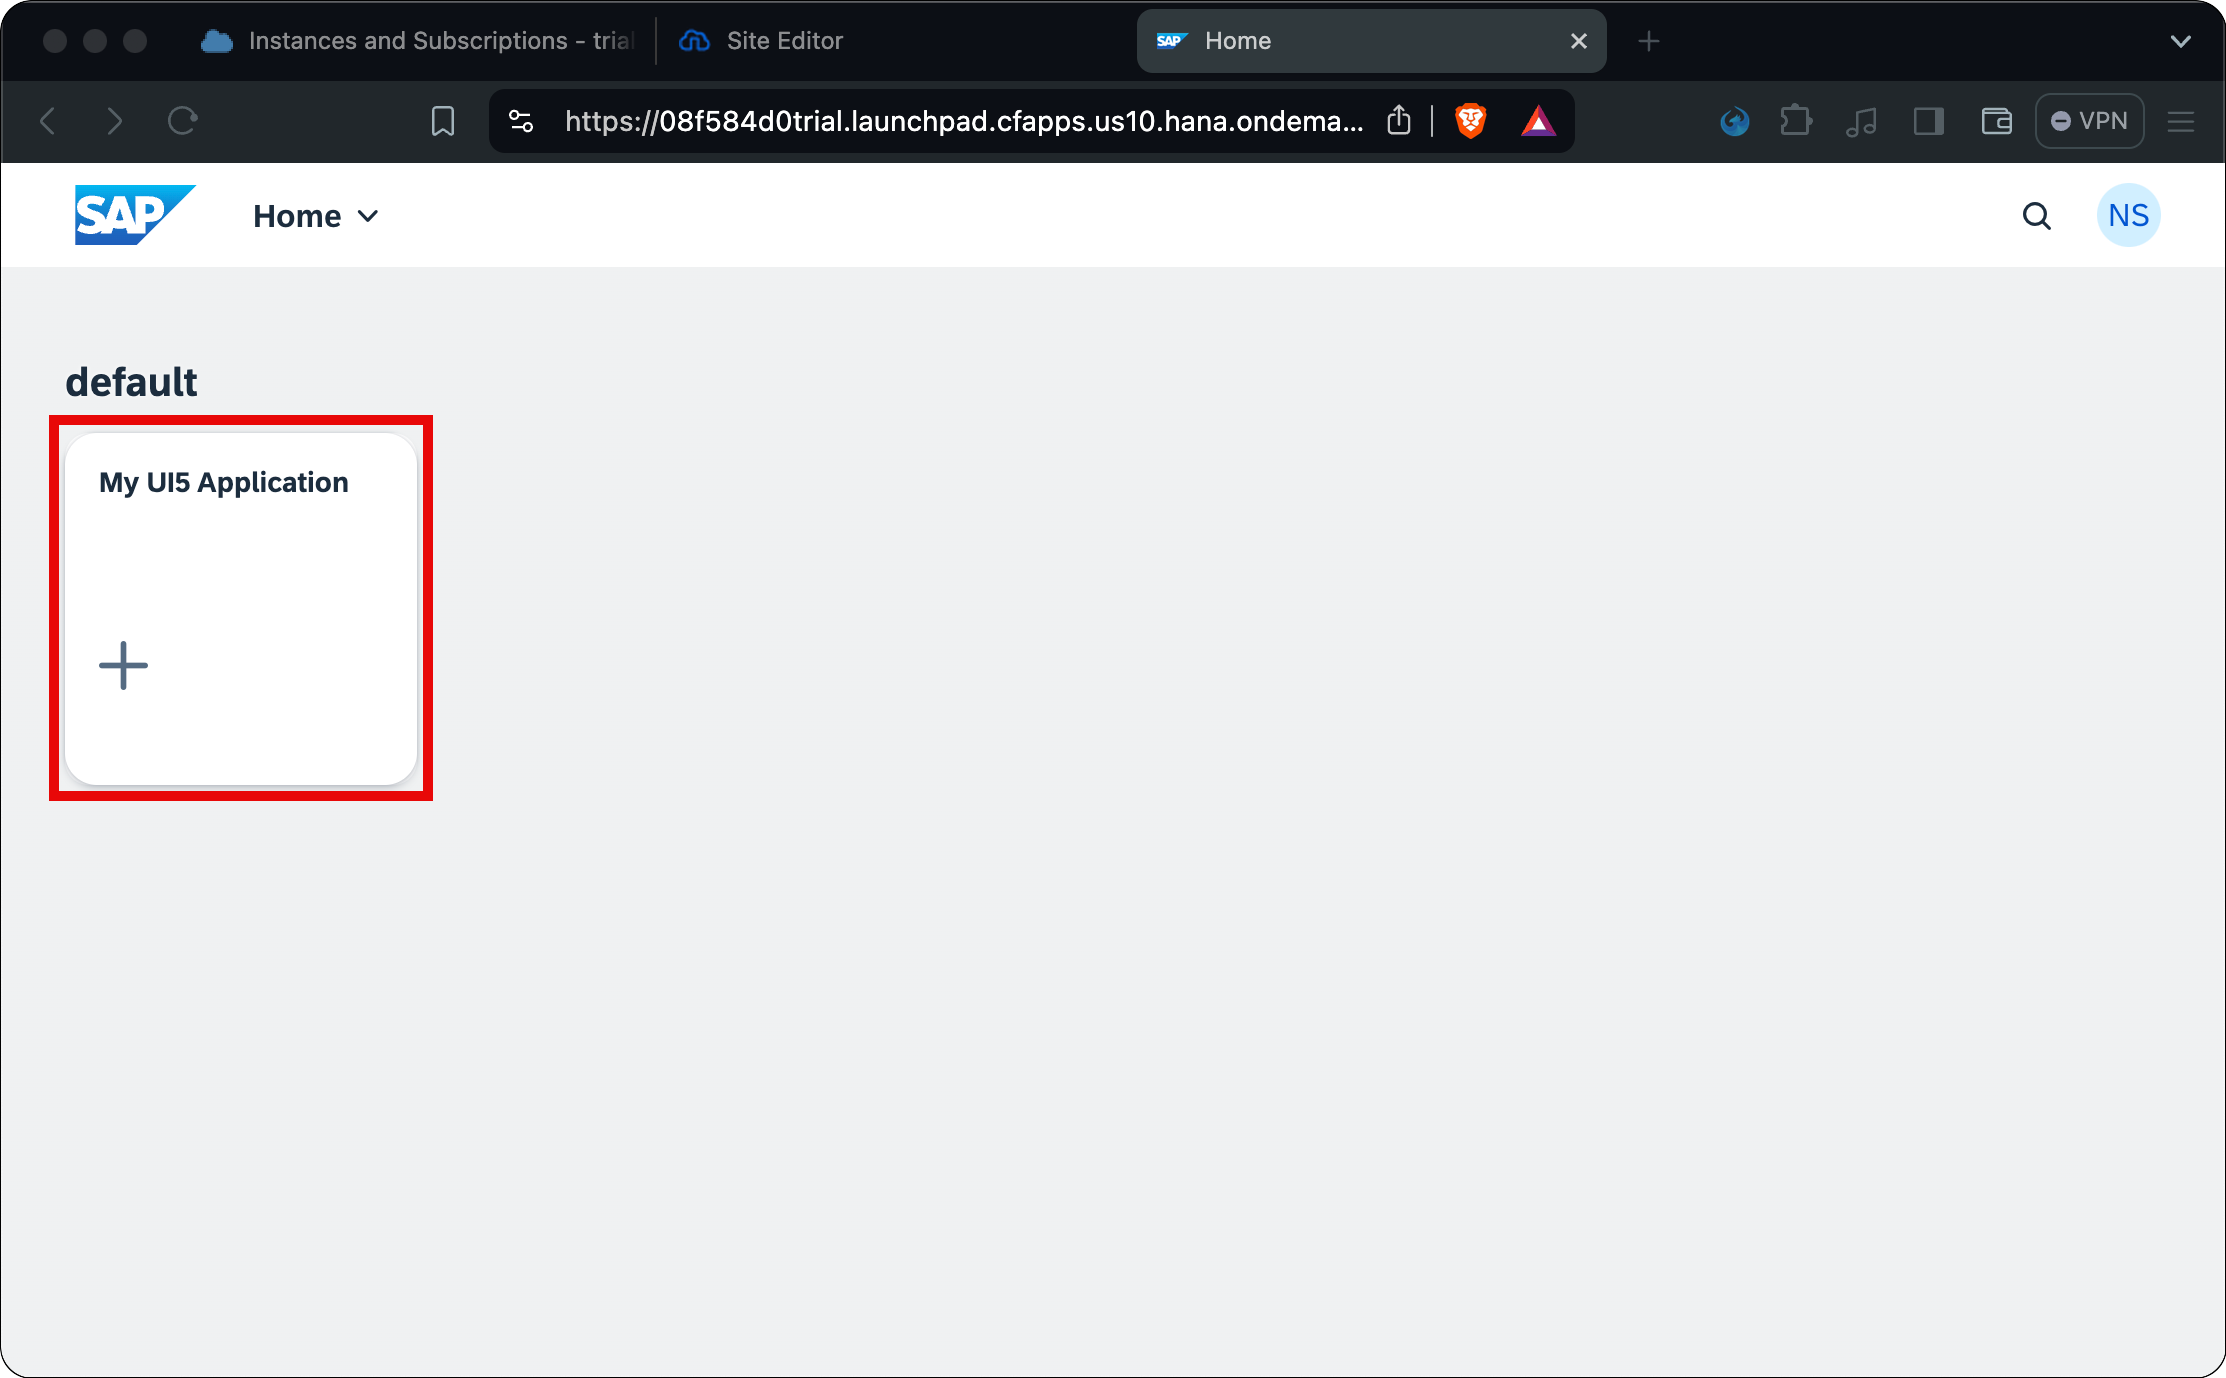 Instances and Subscriptions - trial
Site Editor
SAP
Home
https://08f584d0trial.launchpad.cfapps.us10.hana.ondema...
VPN
SAP
Home
NS
default
My UI5 Application